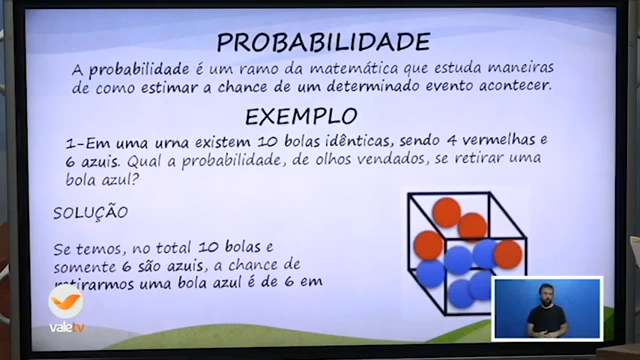 PROBABILIDADE
A probabilidade é um ramo da matemática que estuda maneiras
de como estimar a chance de um determinado evento acontecer.
EXEMPLO
1-Em uma urna existem 10 bolas idênticas, sendo 4 vermelhas e
6 azuis. Qual a probabilidade, de olhos vendados, se retirar uma
bola azul?
SOLUÇÃO
Se temos, no total 10 bolas e
somente 6 são azuis, a chance de
retirarmos uma bola azul é de 6 em
valetv